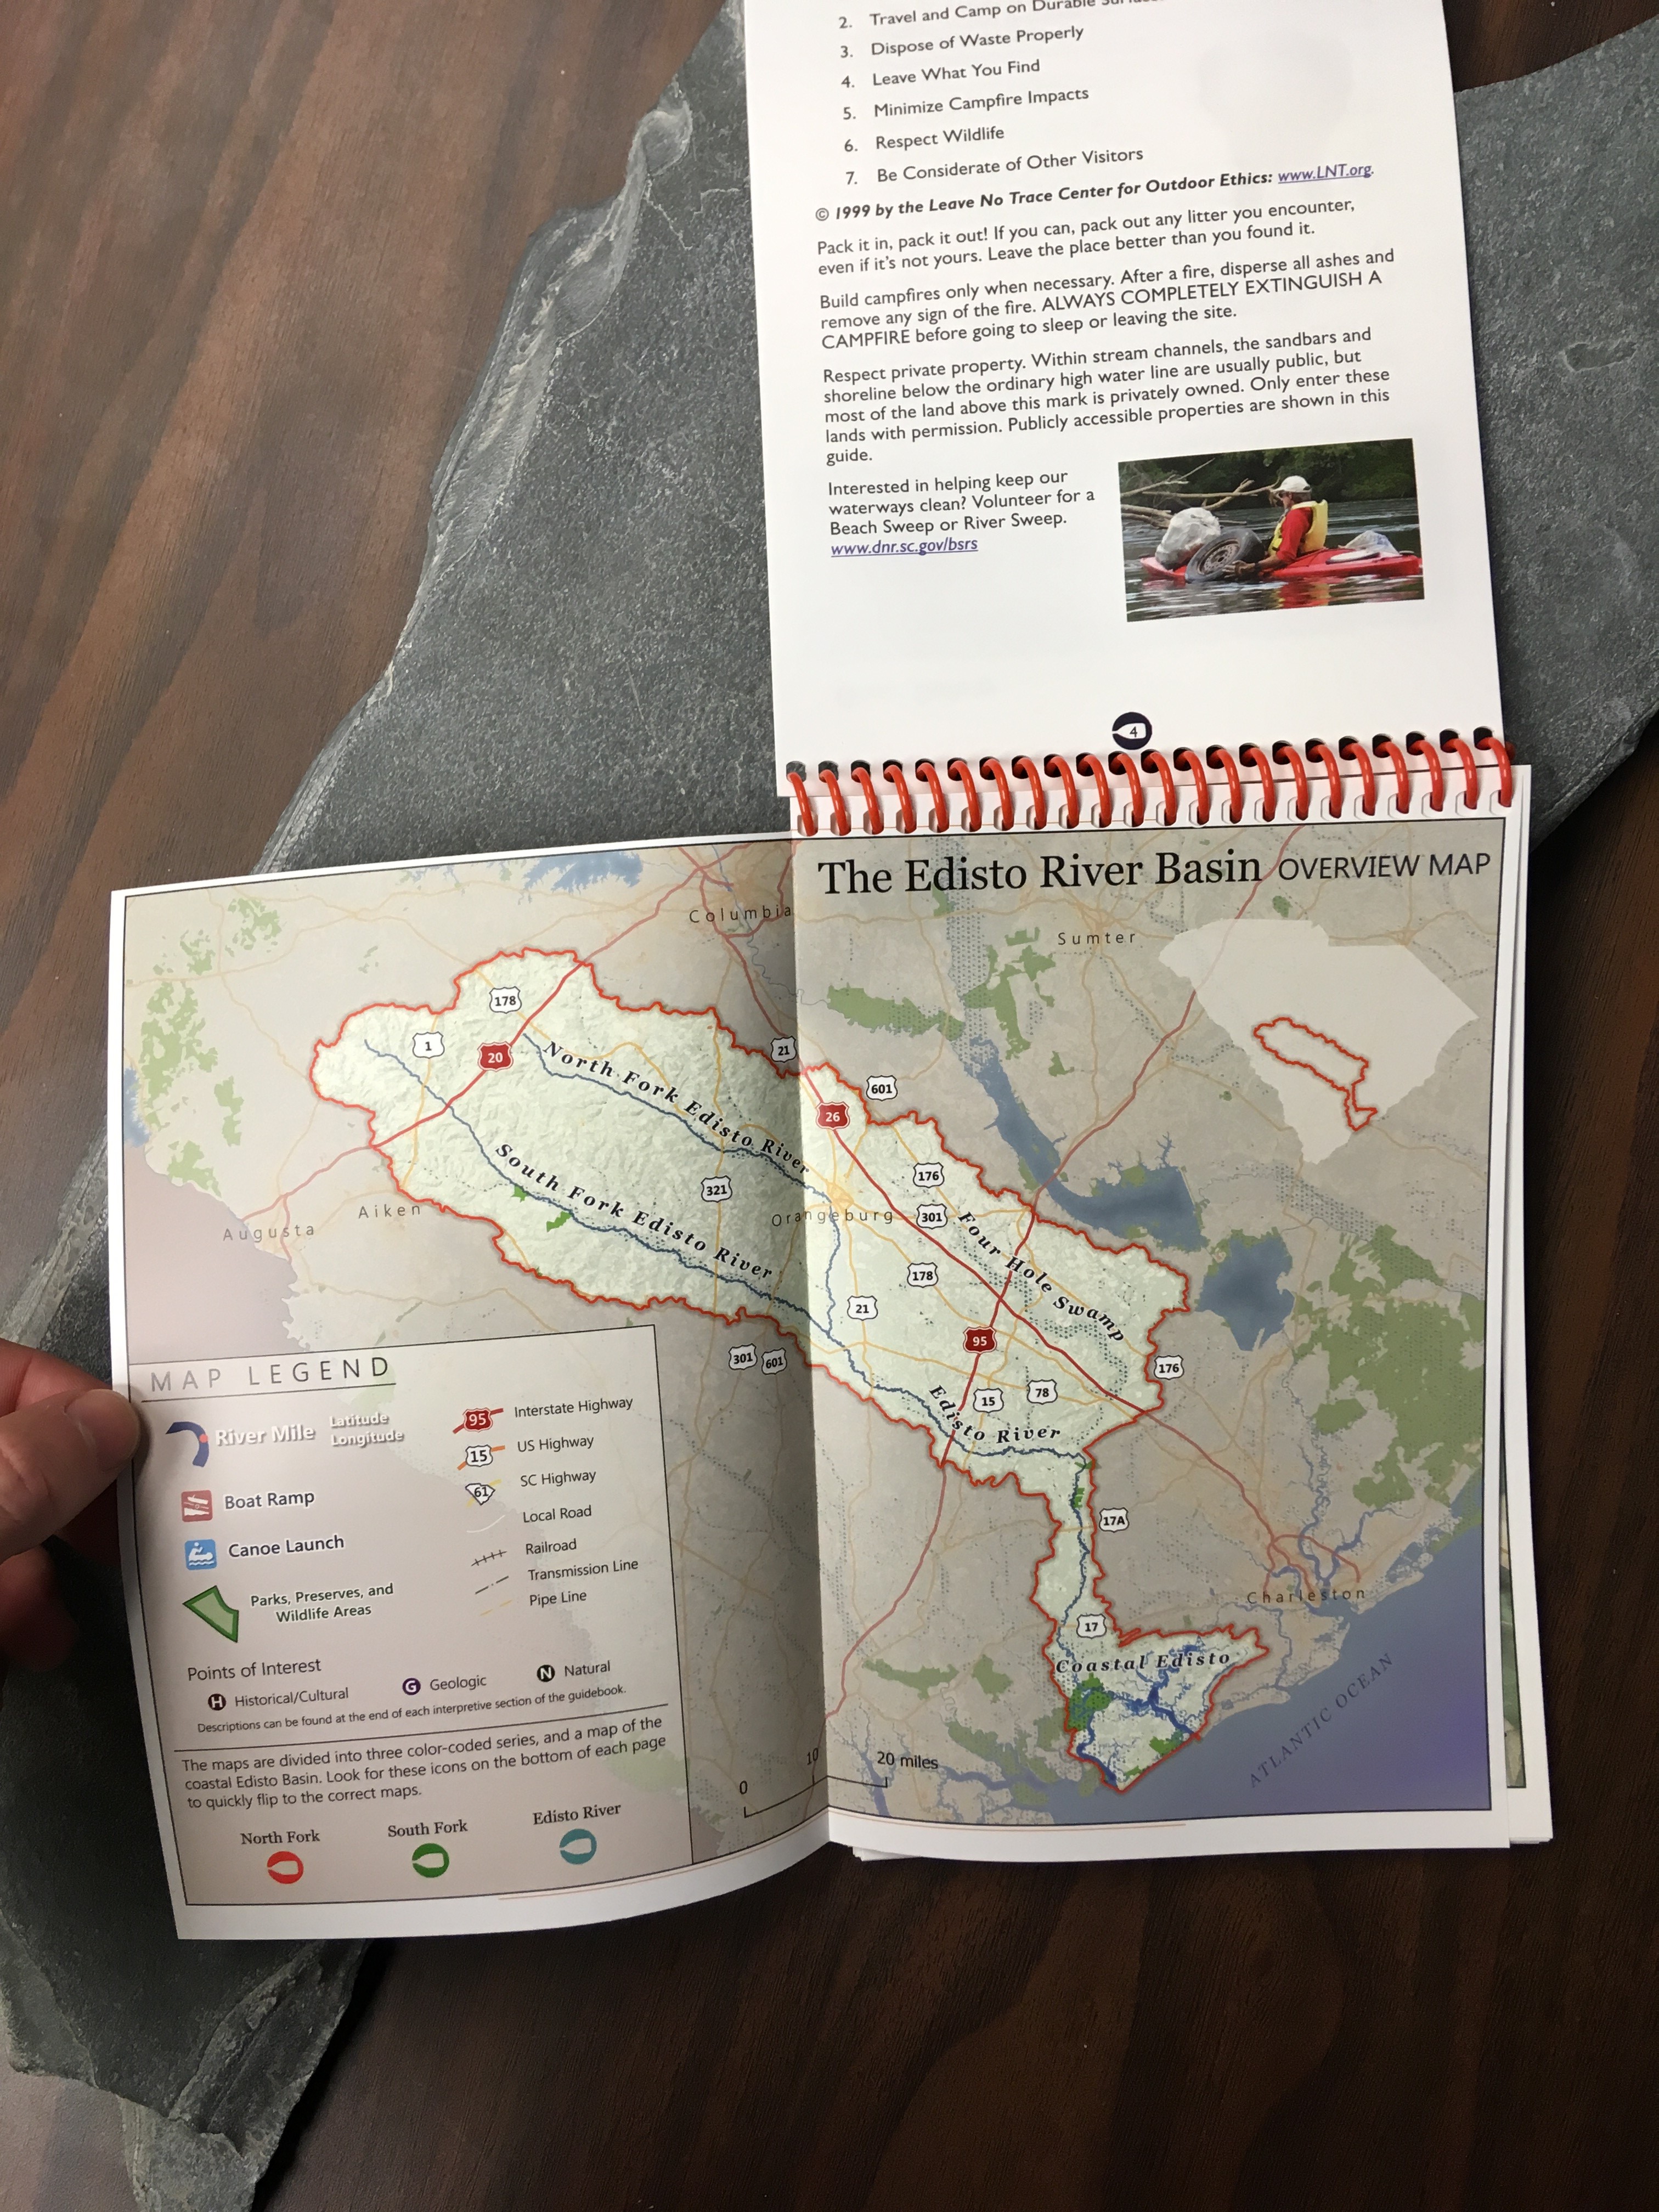 2. Travel and Camp on Durable
3. Dispose of Waste Properly
4. Leave What You Find
5. Minimize Campfire Impacts
6. Respect Wildlife
7. Be Considerate of Other Visitors
© 1999 by the Leave No Trace Center for Outdoor Ethics: www.LNT.org.
Pack it in, pack it out! If you can, pack out any litter you encounter,
even if it's not yours. Leave the place better than you found it.
Build campfires only when necessary. After a fire, disperse all ashes and
remove any sign of the fire. ALWAYS COMPLETELY EXTINGUISH A
CAMPFIRE before going to sleep or leaving the site.
Respect private property. Within stream channels, the sandbars and
shoreline below the ordinary high water line are usually public, but
most of the land above this mark is privately owned. Only enter these
lands with permission. Publicly accessible properties are shown in this
guide.
Interested in helping keep our
waterways clean? Volunteer for a
Beach Sweep or River Sweep.
www.dnr.sc.gov/bsrs
4
The Edisto River Basin OVERVIEW MAP
Columbia
Sumter
178
1
20
21
601
26
North Fork Edisto River
South Fork Edisto River
176
321
Orangeburg
301
Four Hole Swamp
Aiken
Augusta
178
21
95
301
601
176
15
78
Edisto River
17A
Charleston
17
Coastal Edisto
ATLANTIC OCEAN
0
10
20 miles
MAP LEGEND
River Mile
Latitude
Longitude
Boat Ramp
Canoe Launch
Parks, Preserves, and
Wildlife Areas
95 Interstate Highway
15 US Highway
61 SC Highway
Local Road
Railroad
Transmission Line
Pipe Line
Points of Interest
H Historical/Cultural
G Geologic
N Natural
Descriptions can be found at the end of each interpretive section of the guidebook.
The maps are divided into three color-coded series, and a map of the
coastal Edisto Basin. Look for these icons on the bottom of each page
to quickly flip to the correct maps.
North Fork
South Fork
Edisto River